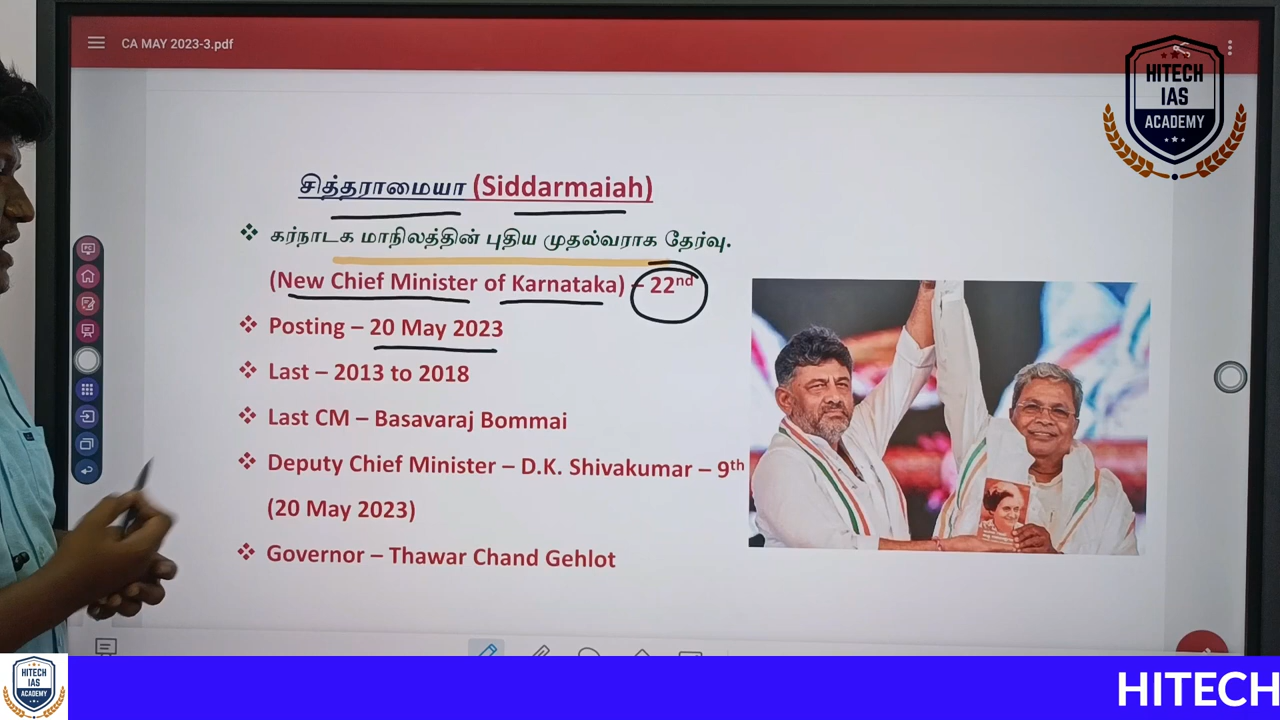 CA MAY 2023-3.pdf
HITECH
IAS
ACADEMY
சித்தராமையா (Siddarmaiah)
கர்நாடக மாநிலத்தின் புதிய முதல்வராக தேர்வு.
(New Chief Minister of Karnataka) – 22nd
Posting – 20 May 2023
Last – 2013 to 2018
Last CM – Basavaraj Bommai
Deputy Chief Minister – D.K. Shivakumar – 9th
(20 May 2023)
Governor – Thawar Chand Gehlot
HITECH
IAS
ACADEMY
HITECH